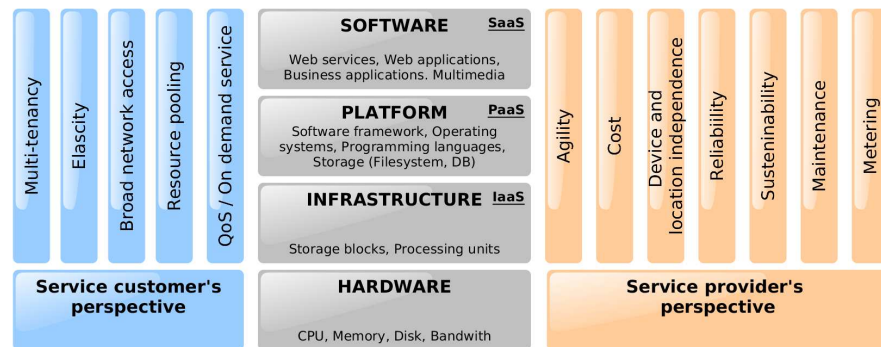 Multi-tenancy
Elascity
Broad network access
Resource pooling
QoS / On demand service
Service customer's
perspective
SOFTWARE SaaS
Web services, Web applications,
Business applications. Multimedia
PLATFORM PaaS
Software framework, Operating
systems, Programming languages,
Storage (Filesystem, DB)
INFRASTRUCTURE IaaS
Storage blocks, Processing units
HARDWARE
CPU, Memory, Disk, Bandwith
Agility
Cost
Device and
location independence
Reliability
Susteninability
Maintenance
Metering
Service provider's
perspective